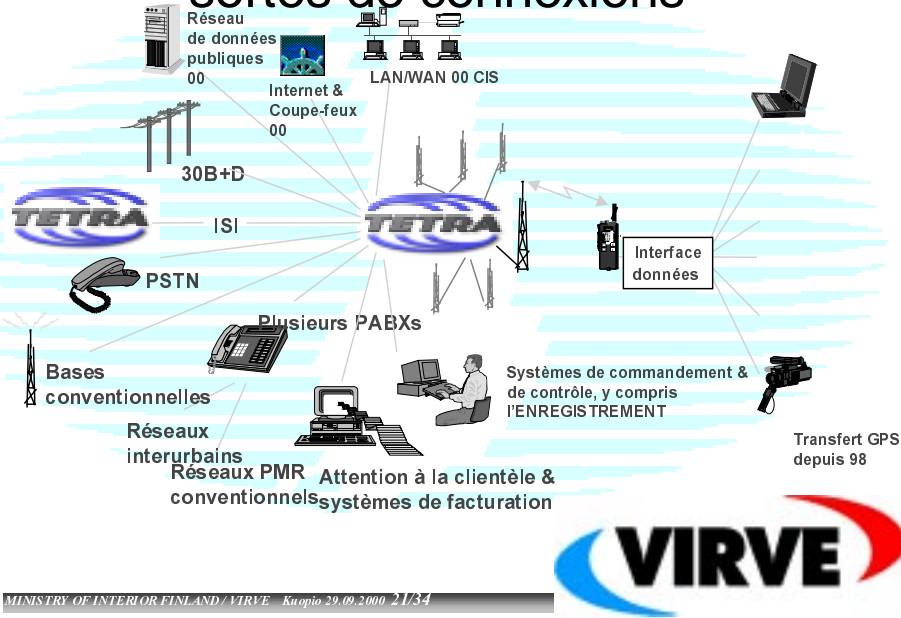 sortes de connexions
Réseau
de données
publiques
00
Internet &
Coupe-feux
00
LAN/WAN 00 CIS
30B+D
TETRA
ISI
TETRA
PSTN
Interface
données
Plusieurs PABXs
Bases
conventionnelles
Systèmes de commandement &
de contrôle, y compris
l'ENREGISTREMENT
Réseaux
interurbains
Réseaux PMR
conventionnels
Attention à la clientèle &
systèmes de facturation
Transfert GPS
depuis 98
VIRVE
MINISTRY OF INTERIOR FINLAND / VIRVE Kuopio 29.09.2000 21/34